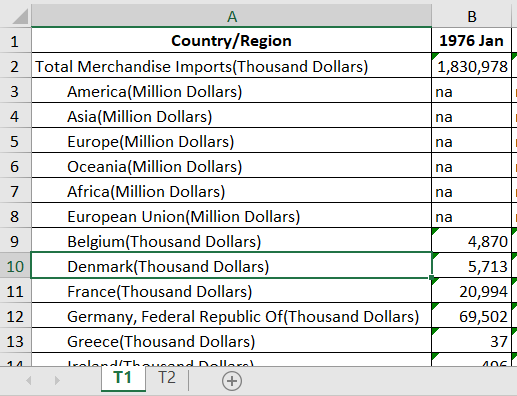 A B
1 Country/Region 1976 Jan
2 Total Merchandise Imports(Thousand Dollars) 1,830,978
3 America(Million Dollars) na
4 Asia(Million Dollars) na
5 Europe(Million Dollars) na
6 Oceania(Million Dollars) na
7 Africa(Million Dollars) na
8 European Union(Million Dollars) na
9 Belgium(Thousand Dollars) 4,870
10 Denmark(Thousand Dollars) 5,713
11 France(Thousand Dollars) 20,994
12 Germany, Federal Republic Of(Thousand Dollars) 69,502
13 Greece(Thousand Dollars) 37
14 Ireland(Thousand Dollars)
T1 T2